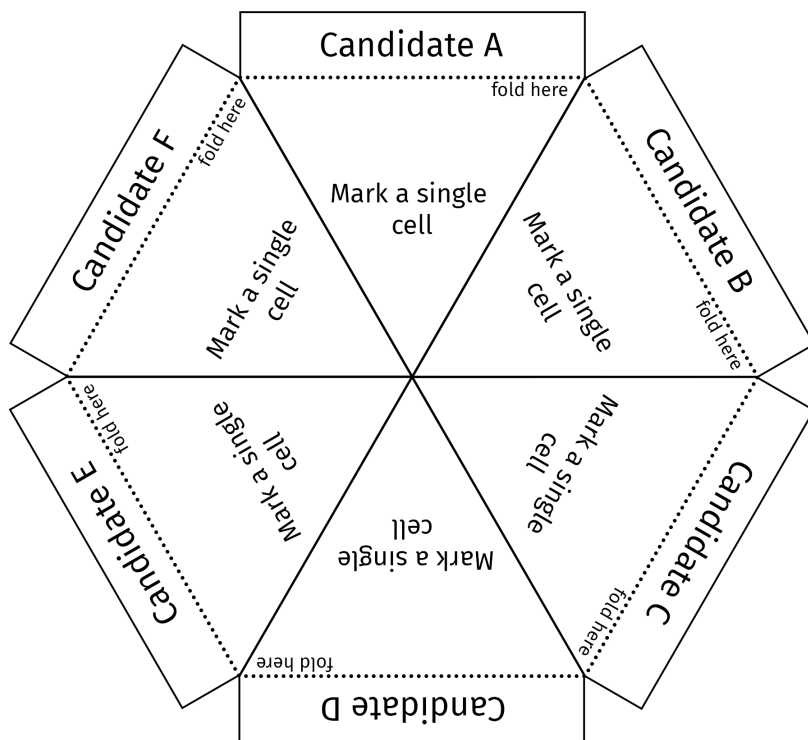 Candidate A
fold here
Mark a single
cell
Candidate B
fold here
Mark a single
cell
Candidate C
fold here
Mark a single
cell
Candidate D
fold here
Mark a single
cell
Candidate E
fold here
Mark a single
cell
Candidate F
fold here
Mark a single
cell